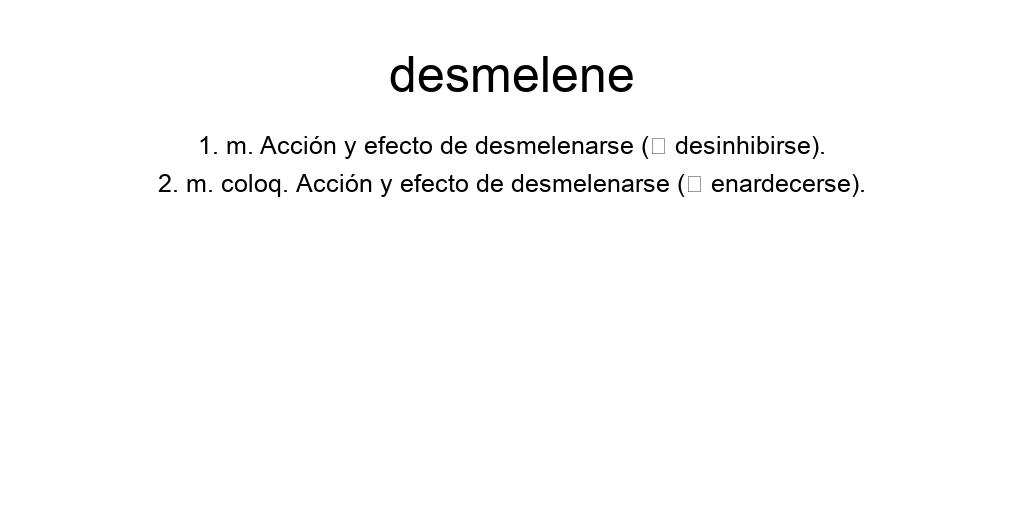 desmelene
1. m. Acción y efecto de desmelenarse (▯ desinhibirse).
2. m. coloq. Acción y efecto de desmelenarse (▯ enardecerse).